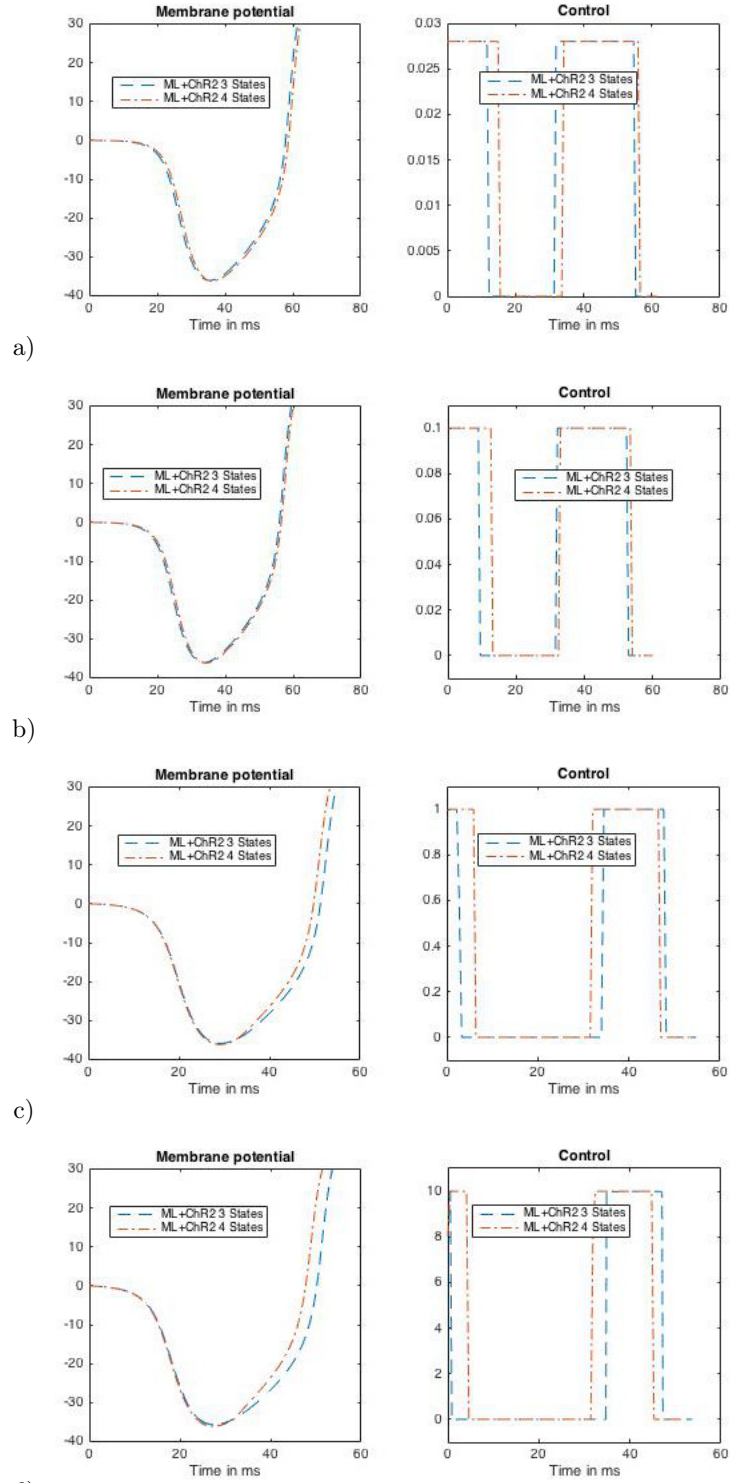 Membrane potential
30
20
10
0
-10
-20
-30
-40
ML+ChR2 3 States
ML+ChR2 4 States
0 20 40 60 80
Time in ms
Control
0.03
0.025
0.02
0.015
0.01
0.005
0
ML+ChR2 3 States
ML+ChR2 4 States
0 20 40 60 80
Time in ms
a)
Membrane potential
30
20
10
0
-10
-20
-30
-40
ML+ChR2 3 States
ML+ChR2 4 States
0 20 40 60 80
Time in ms
Control
0.1
0.08
0.06
0.04
0.02
0
ML+ChR2 3 States
ML+ChR2 4 States
0 20 40 60 80
Time in ms
b)
Membrane potential
30
20
10
0
-10
-20
-30
-40
ML+ChR2 3 States
ML+ChR2 4 States
0 20 40 60
Time in ms
Control
1
0.8
0.6
0.4
0.2
0
ML+ChR2 3 States
ML+ChR2 4 States
0 20 40 60
Time in ms
c)
Membrane potential
30
20
10
0
-10
-20
-30
-40
ML+ChR2 3 States
ML+ChR2 4 States
0 20 40 60
Time in ms
Control
10
8
6
4
2
0
ML+ChR2 3 States
ML+ChR2 4 States
0 20 40 60
Time in ms